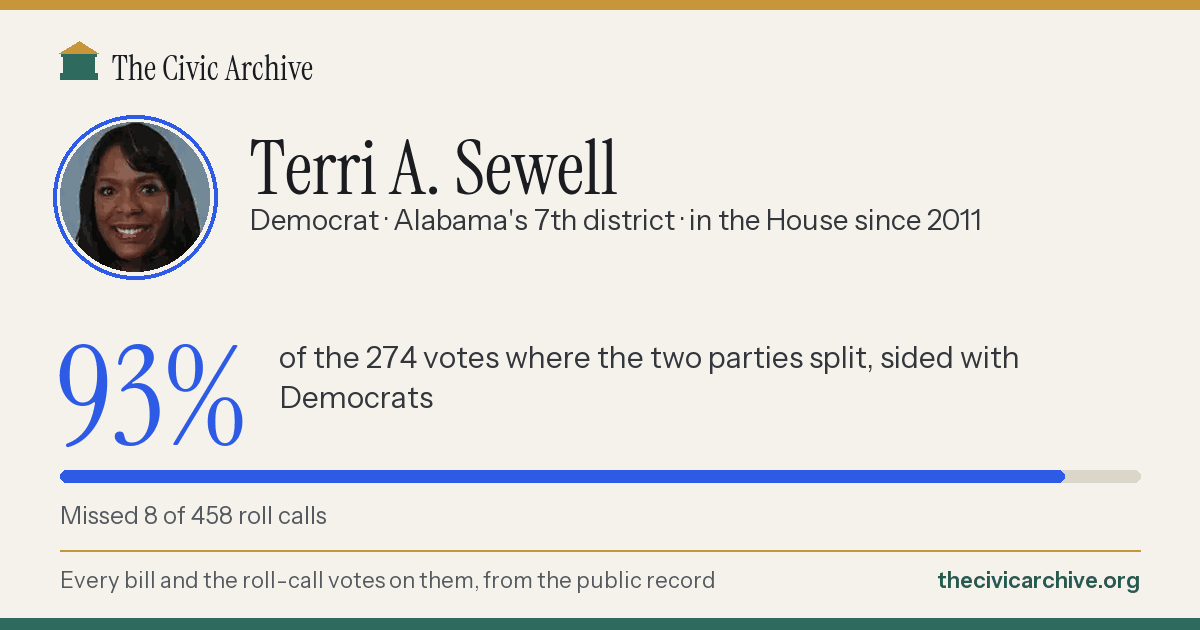 The Civic Archive
Terri A. Sewell
Democrat · Alabama's 7th district · in the House since 2011
93%
of the 274 votes where the two parties split, sided with
Democrats
Missed 8 of 458 roll calls
Every bill and the roll-call votes on them, from the public record
thecivicarchive.org